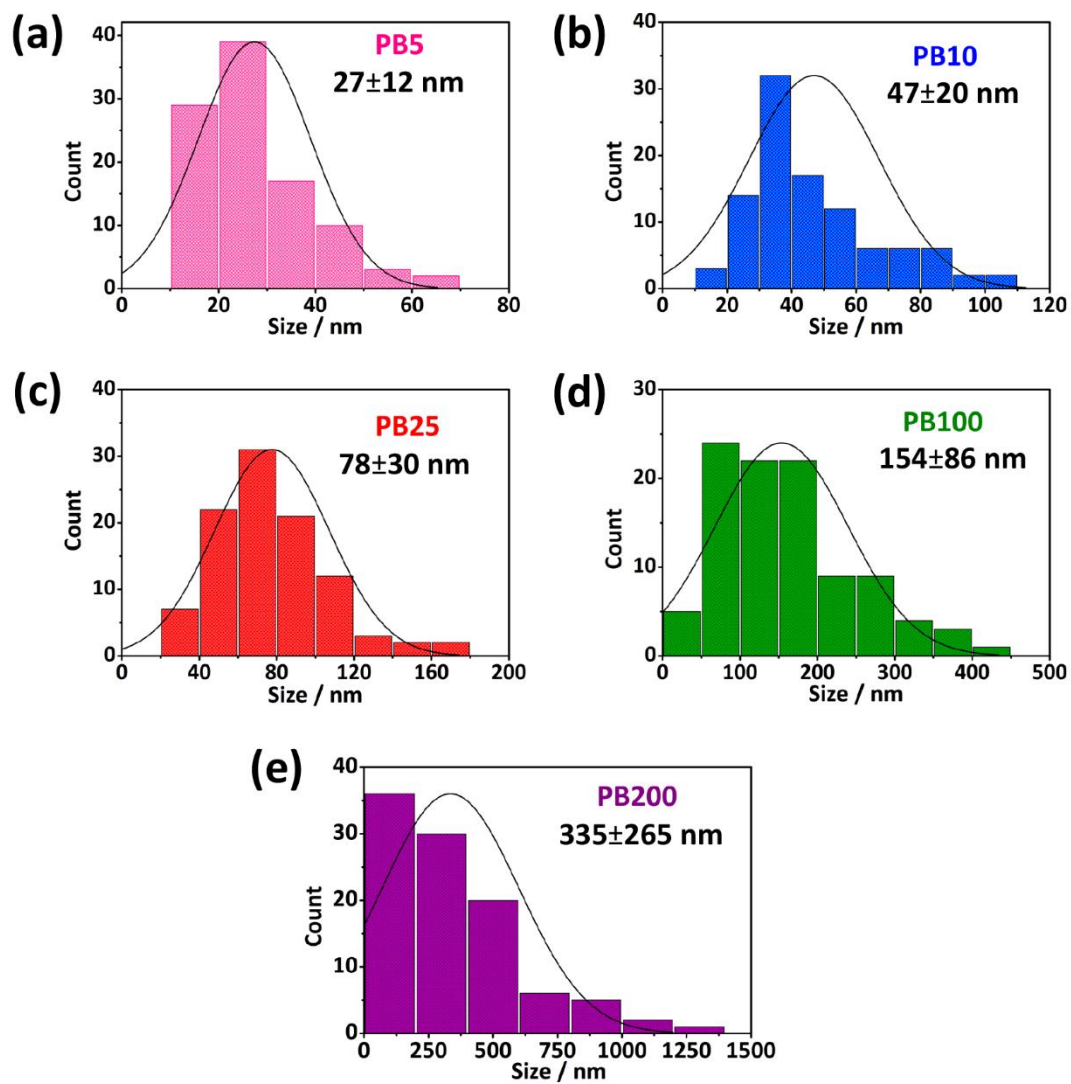 (a)
PB5
27±12 nm
40
30
20
10
0
Count
0 20 40 60 80
Size / nm
(b)
PB10
47±20 nm
40
30
20
10
0
Count
0 20 40 60 80 100 120
Size / nm
(c)
PB25
78±30 nm
40
30
20
10
0
Count
0 40 80 120 160 200
Size / nm
(d)
PB100
154±86 nm
30
20
10
0
Count
0 100 200 300 400 500
Size / nm
(e)
PB200
335±265 nm
40
30
20
10
0
Count
0 250 500 750 1000 1250 1500
Size / nm